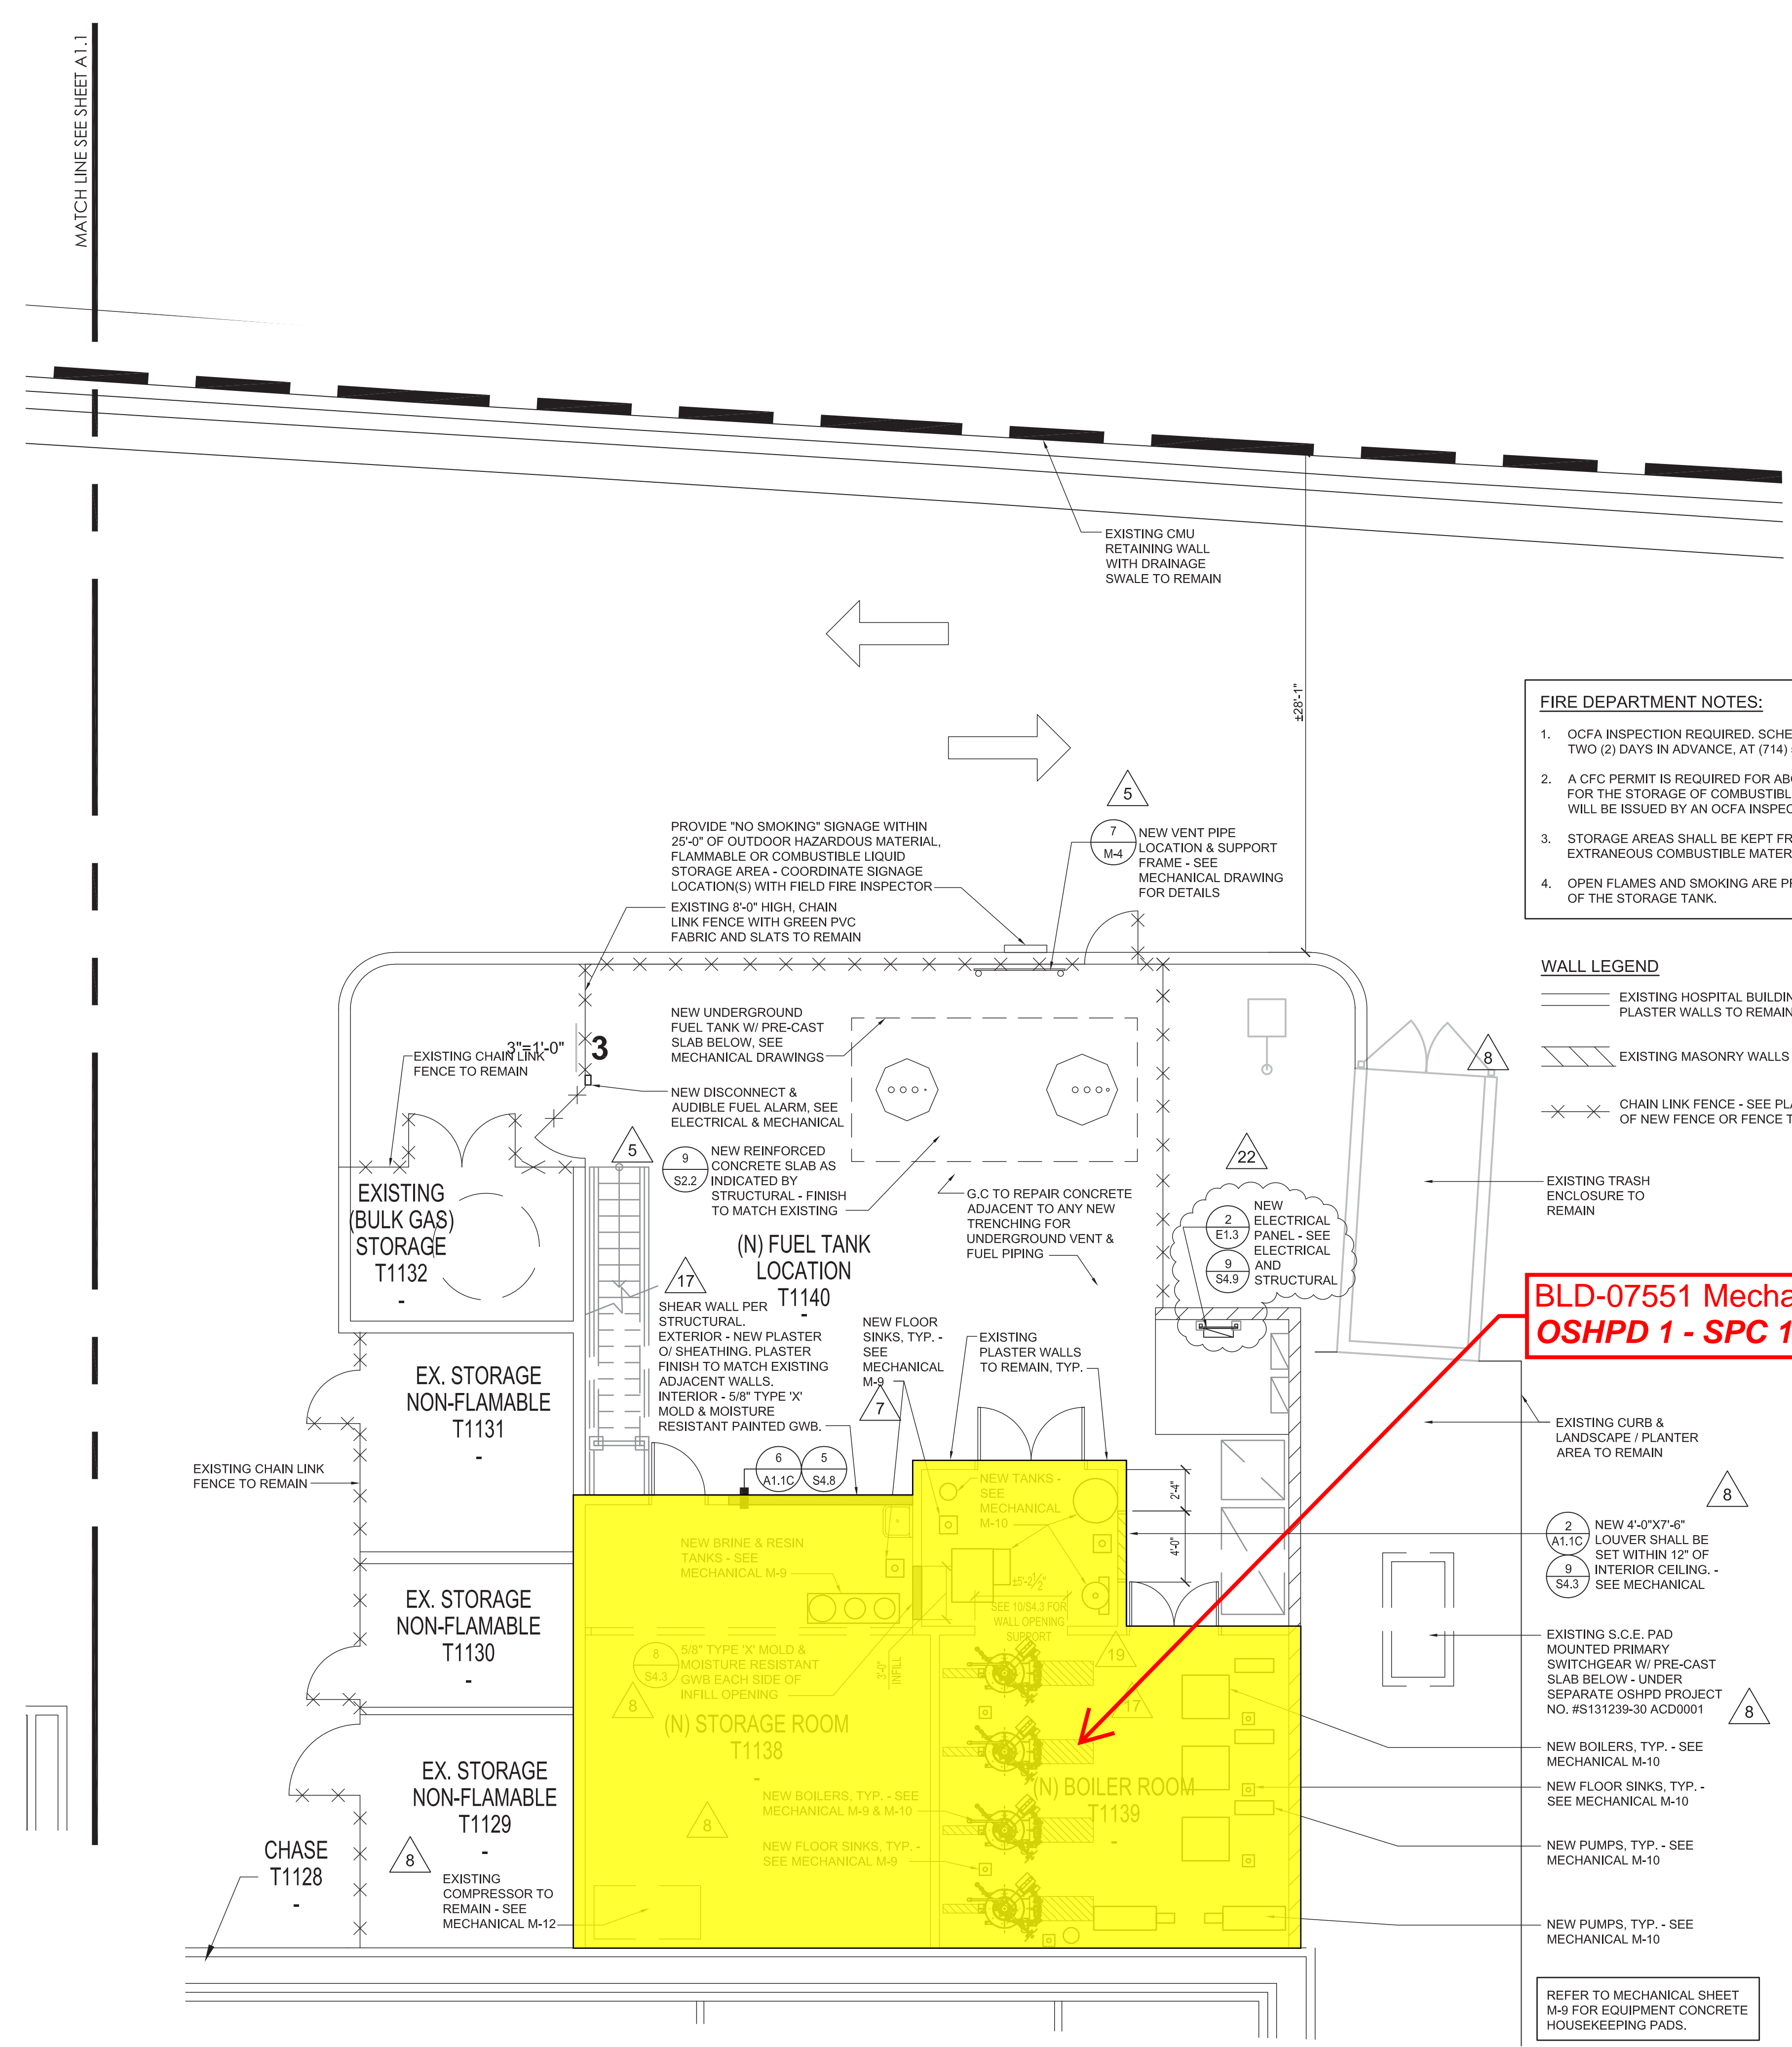 MATCH LINE SEE SHEET A1.1
EXISTING CMU
RETAINING WALL
WITH DRAINAGE
SWALE TO REMAIN
±28'-1"
FIRE DEPARTMENT NOTES:
1. OCFA INSPECTION REQUIRED. SCHE
TWO (2) DAYS IN ADVANCE, AT (714)
2. A CFC PERMIT IS REQUIRED FOR AB
FOR THE STORAGE OF COMBUSTIBL
WILL BE ISSUED BY AN OCFA INSPEC
3. STORAGE AREAS SHALL BE KEPT FR
EXTRANEOUS COMBUSTIBLE MATER
4. OPEN FLAMES AND SMOKING ARE P
OF THE STORAGE TANK.
WALL LEGEND
EXISTING HOSPITAL BUILDIN
PLASTER WALLS TO REMAIN
EXISTING MASONRY WALLS
CHAIN LINK FENCE - SEE PLA
OF NEW FENCE OR FENCE T
5
7
M-4
NEW VENT PIPE
LOCATION & SUPPORT
FRAME - SEE
MECHANICAL DRAWING
FOR DETAILS
PROVIDE "NO SMOKING" SIGNAGE WITHIN
25'-0" OF OUTDOOR HAZARDOUS MATERIAL,
FLAMMABLE OR COMBUSTIBLE LIQUID
STORAGE AREA - COORDINATE SIGNAGE
LOCATION(S) WITH FIELD FIRE INSPECTOR
EXISTING 8'-0" HIGH, CHAIN
LINK FENCE WITH GREEN PVC
FABRIC AND SLATS TO REMAIN
NEW UNDERGROUND
FUEL TANK W/ PRE-CAST
SLAB BELOW, SEE
MECHANICAL DRAWINGS
3"=1'-0"
3
EXISTING CHAIN LINK
FENCE TO REMAIN
NEW DISCONNECT &
AUDIBLE FUEL ALARM, SEE
ELECTRICAL & MECHANICAL
8
5
9
S2.2
NEW REINFORCED
CONCRETE SLAB AS
INDICATED BY
STRUCTURAL - FINISH
TO MATCH EXISTING
G.C TO REPAIR CONCRETE
ADJACENT TO ANY NEW
TRENCHING FOR
UNDERGROUND VENT &
FUEL PIPING
22
2
E1.3
9
S4.9
NEW
ELECTRICAL
PANEL - SEE
ELECTRICAL
AND
STRUCTURAL
EXISTING TRASH
ENCLOSURE TO
REMAIN
EXISTING
(BULK GAS)
STORAGE
T1132
-
(N) FUEL TANK
LOCATION
T1140
-
17
SHEAR WALL PER
STRUCTURAL.
EXTERIOR - NEW PLASTER
O/ SHEATHING. PLASTER
FINISH TO MATCH EXISTING
ADJACENT WALLS.
INTERIOR - 5/8" TYPE 'X'
MOLD & MOISTURE
RESISTANT PAINTED GWB.
NEW FLOOR
SINKS, TYP. -
SEE
MECHANICAL
M-9
7
EXISTING
PLASTER WALLS
TO REMAIN, TYP.
BLD-07551 Mecha
OSHPD 1 - SPC 1
EX. STORAGE
NON-FLAMABLE
T1131
-
EXISTING CHAIN LINK
FENCE TO REMAIN
6
A1.1C
5
S4.8
EXISTING CURB &
LANDSCAPE / PLANTER
AREA TO REMAIN
8
2
A1.1C
9
S4.3
NEW 4'-0"X7'-6"
LOUVER SHALL BE
SET WITHIN 12" OF
INTERIOR CEILING. -
SEE MECHANICAL
NEW TANKS -
SEE
MECHANICAL
M-10
2'-4"
4'-0"
NEW BRINE & RESIN
TANKS - SEE
MECHANICAL M-9
±5'-2½"
SEE 10/S4.3 FOR
WALL OPENING
SUPPORT
EX. STORAGE
NON-FLAMABLE
T1130
-
8
S4.3
5/8" TYPE 'X' MOLD &
MOISTURE RESISTANT
GWB EACH SIDE OF
INFILL OPENING
3'-0"
INFILL
19
8
17
(N) STORAGE ROOM
T1138
-
EXISTING S.C.E. PAD
MOUNTED PRIMARY
SWITCHGEAR W/ PRE-CAST
SLAB BELOW - UNDER
SEPARATE OSHPD PROJECT
NO. #S131239-30 ACD0001
8
NEW BOILERS, TYP. - SEE
MECHANICAL M-10
NEW FLOOR SINKS, TYP. -
SEE MECHANICAL M-10
NEW PUMPS, TYP. - SEE
MECHANICAL M-10
NEW PUMPS, TYP. - SEE
MECHANICAL M-10
EX. STORAGE
NON-FLAMABLE
T1129
-
NEW BOILERS, TYP. - SEE
MECHANICAL M-9 & M-10
(N) BOILER ROOM
T1139
-
8
NEW FLOOR SINKS, TYP. -
SEE MECHANICAL M-9
CHASE
T1128
-
8
EXISTING
COMPRESSOR TO
REMAIN - SEE
MECHANICAL M-12
REFER TO MECHANICAL SHEET
M-9 FOR EQUIPMENT CONCRETE
HOUSEKEEPING PADS.